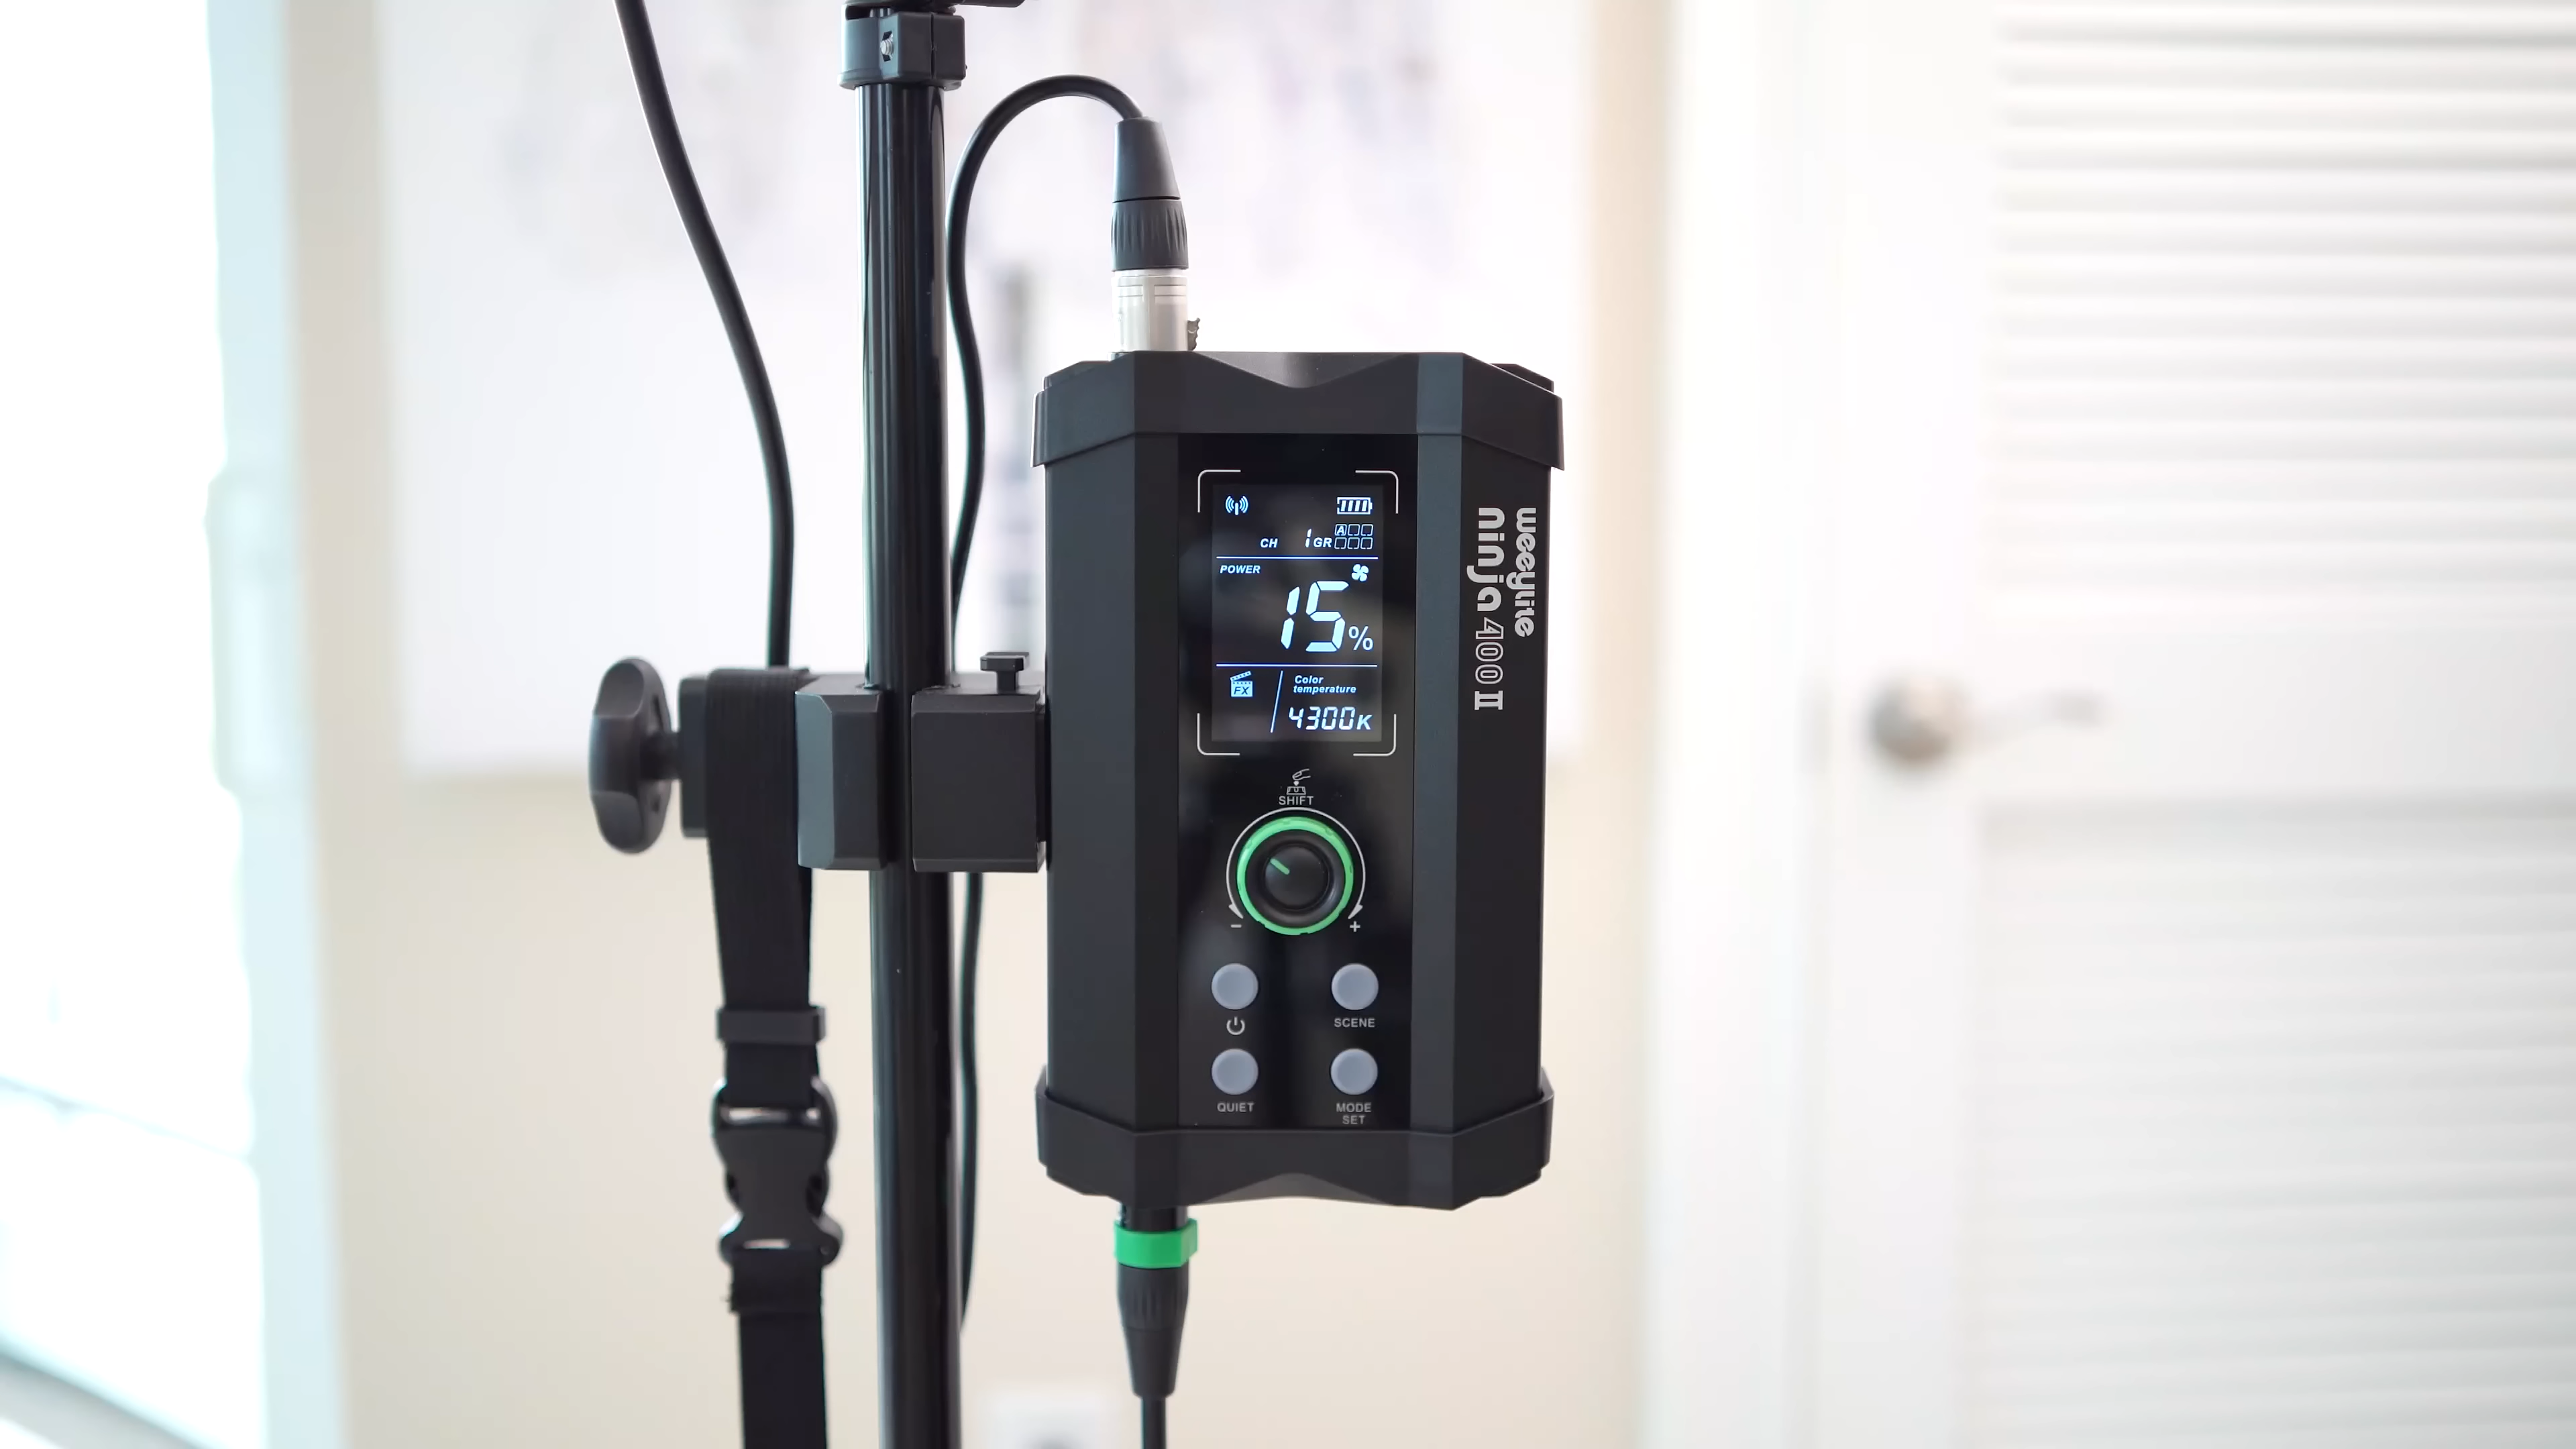 CH 1 GR A
POWER
15%
FX
Color
temperature
4300K
SHIFT
- +
SCENE
QUIET
MODE
SET
weeylite
ninja 400 II